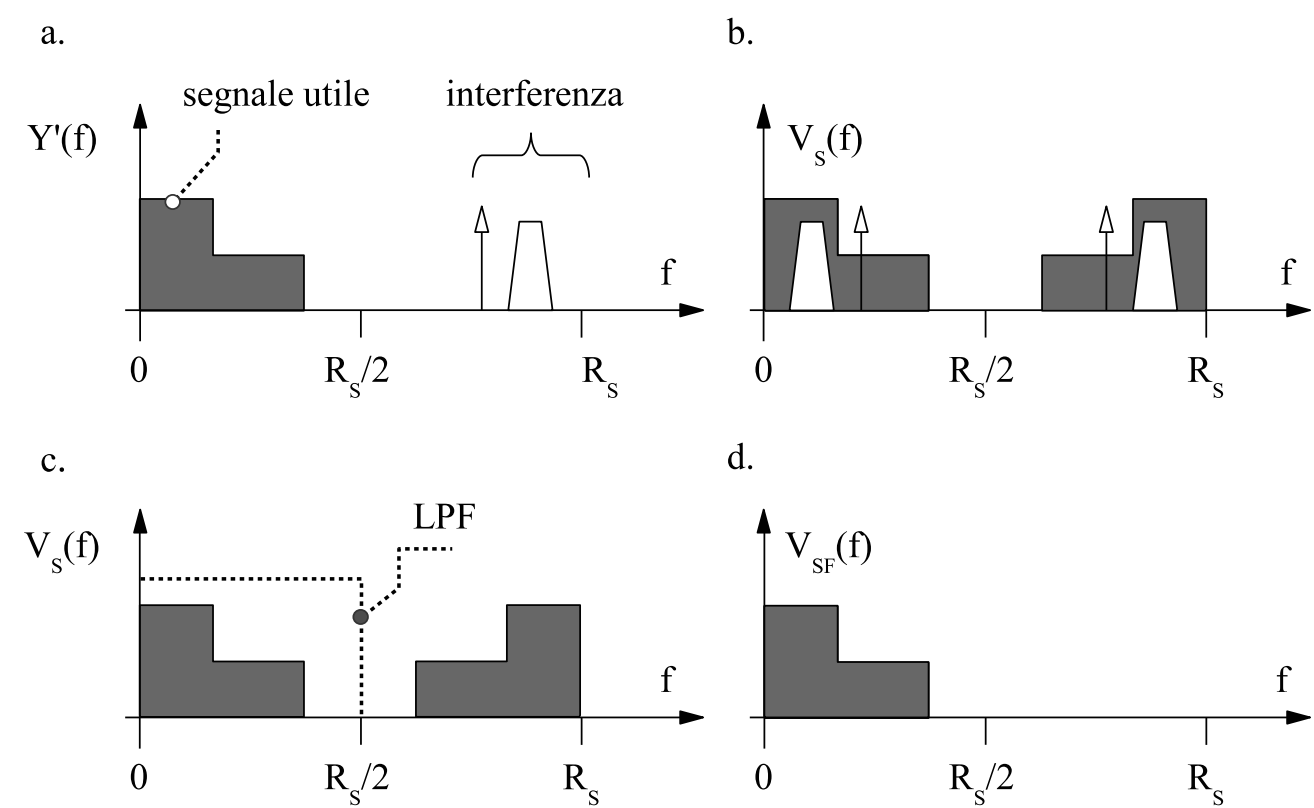 a.
segnale utile
interferenza
Y'(f)
f
0
R_S/2
R_S
b.
V_S(f)
f
0
R_S/2
R_S
c.
LPF
V_S(f)
f
0
R_S/2
R_S
d.
V_SF(f)
f
0
R_S/2
R_S